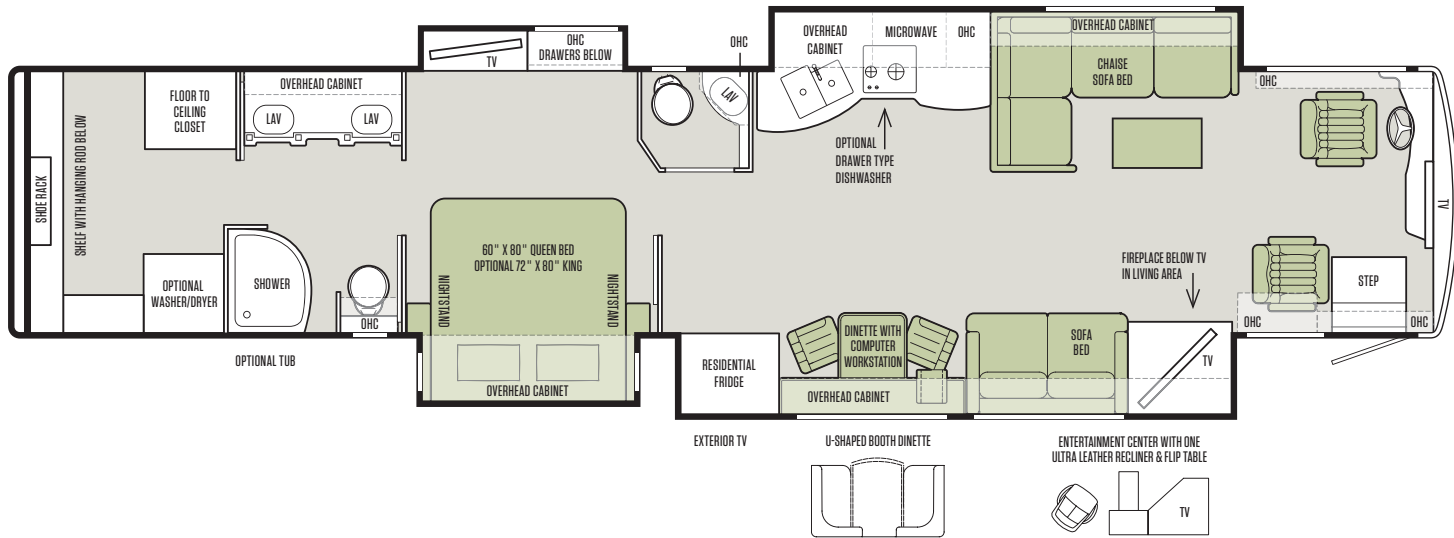 OVERHEAD
CABINET
MICROWAVE
OHC
OVERHEAD CABINET
CHAISE
SOFA BED
OHC
TV
OHC
DRAWERS BELOW
OHC
LAV
OVERHEAD CABINET
LAV
LAV
FLOOR TO
CEILING
CLOSET
SHELF WITH HANGING ROD BELOW
SHOE RACK
OPTIONAL
DRAWER TYPE
DISHWASHER
TV
60" X 80" QUEEN BED
OPTIONAL 72" X 80" KING
NIGHTSTAND
NIGHTSTAND
OVERHEAD CABINET
OPTIONAL
WASHER/DRYER
SHOWER
OHC
OPTIONAL TUB
FIREPLACE BELOW TV
IN LIVING AREA
STEP
OHC
OHC
RESIDENTIAL
FRIDGE
DINETTE WITH
COMPUTER
WORKSTATION
OVERHEAD CABINET
SOFA
BED
TV
EXTERIOR TV
U-SHAPED BOOTH DINETTE
ENTERTAINMENT CENTER WITH ONE
ULTRA LEATHER RECLINER & FLIP TABLE
TV